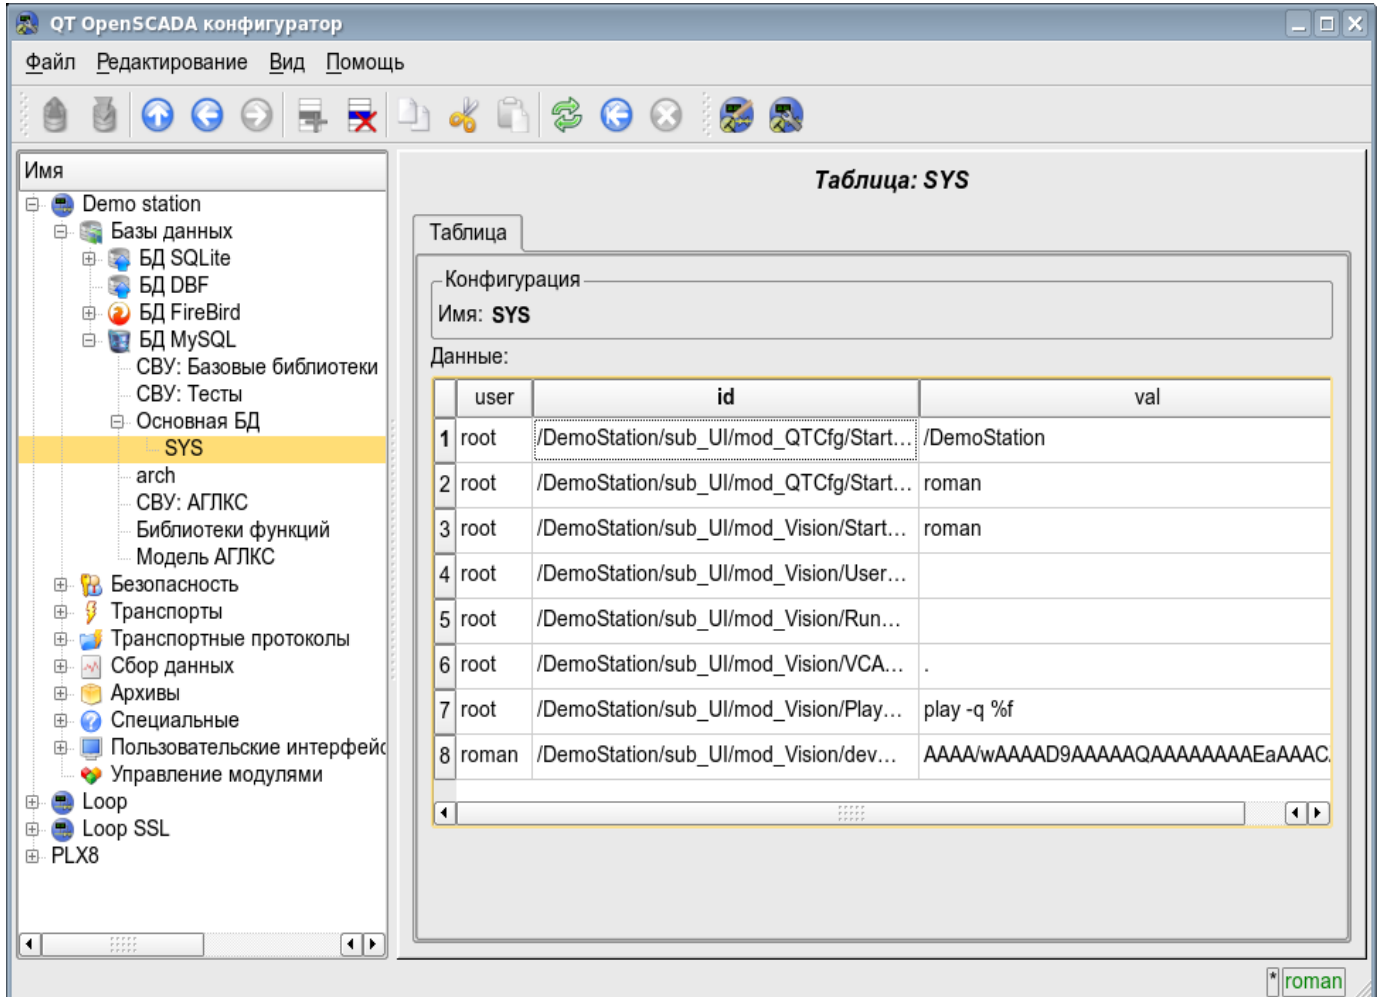 QT OpenSCADA конфигуратор
Файл Редактирование Вид Помощь
Имя
Demo station
Базы данных
БД SQLite
БД DBF
БД FireBird
БД MySQL
СВУ: Базовые библиотеки
СВУ: Тесты
Основная БД
SYS
arch
СВУ: АГЛКС
Библиотеки функций
Модель АГЛКС
Безопасность
Транспорты
Транспортные протоколы
Сбор данных
Архивы
Специальные
Пользовательские интерфейс
Управление модулями
Loop
Loop SSL
PLX8
Таблица: SYS
Таблица
Конфигурация
Имя: SYS
Данные:
user id val
1 root /DemoStation/sub_UI/mod_QTCfg/Start... /DemoStation
2 root /DemoStation/sub_UI/mod_QTCfg/Start... roman
3 root /DemoStation/sub_UI/mod_Vision/Start... roman
4 root /DemoStation/sub_UI/mod_Vision/User...
5 root /DemoStation/sub_UI/mod_Vision/Run...
6 root /DemoStation/sub_UI/mod_Vision/VCA... .
7 root /DemoStation/sub_UI/mod_Vision/Play... play -q %f
8 roman /DemoStation/sub_UI/mod_Vision/dev... AAAA/wAAAAD9AAAAAQAAAAAAAAEaAAAC.
* roman